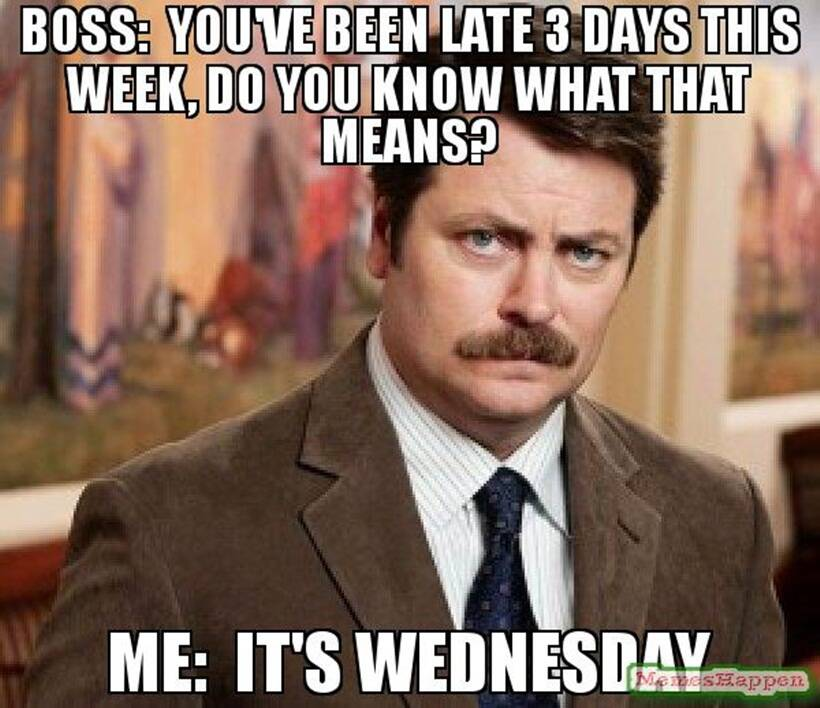 BOSS: YOU'VE BEEN LATE 3 DAYS THIS
WEEK, DO YOU KNOW WHAT THAT
MEANS?
ME: IT'S WEDNESDAY
MemesHappen